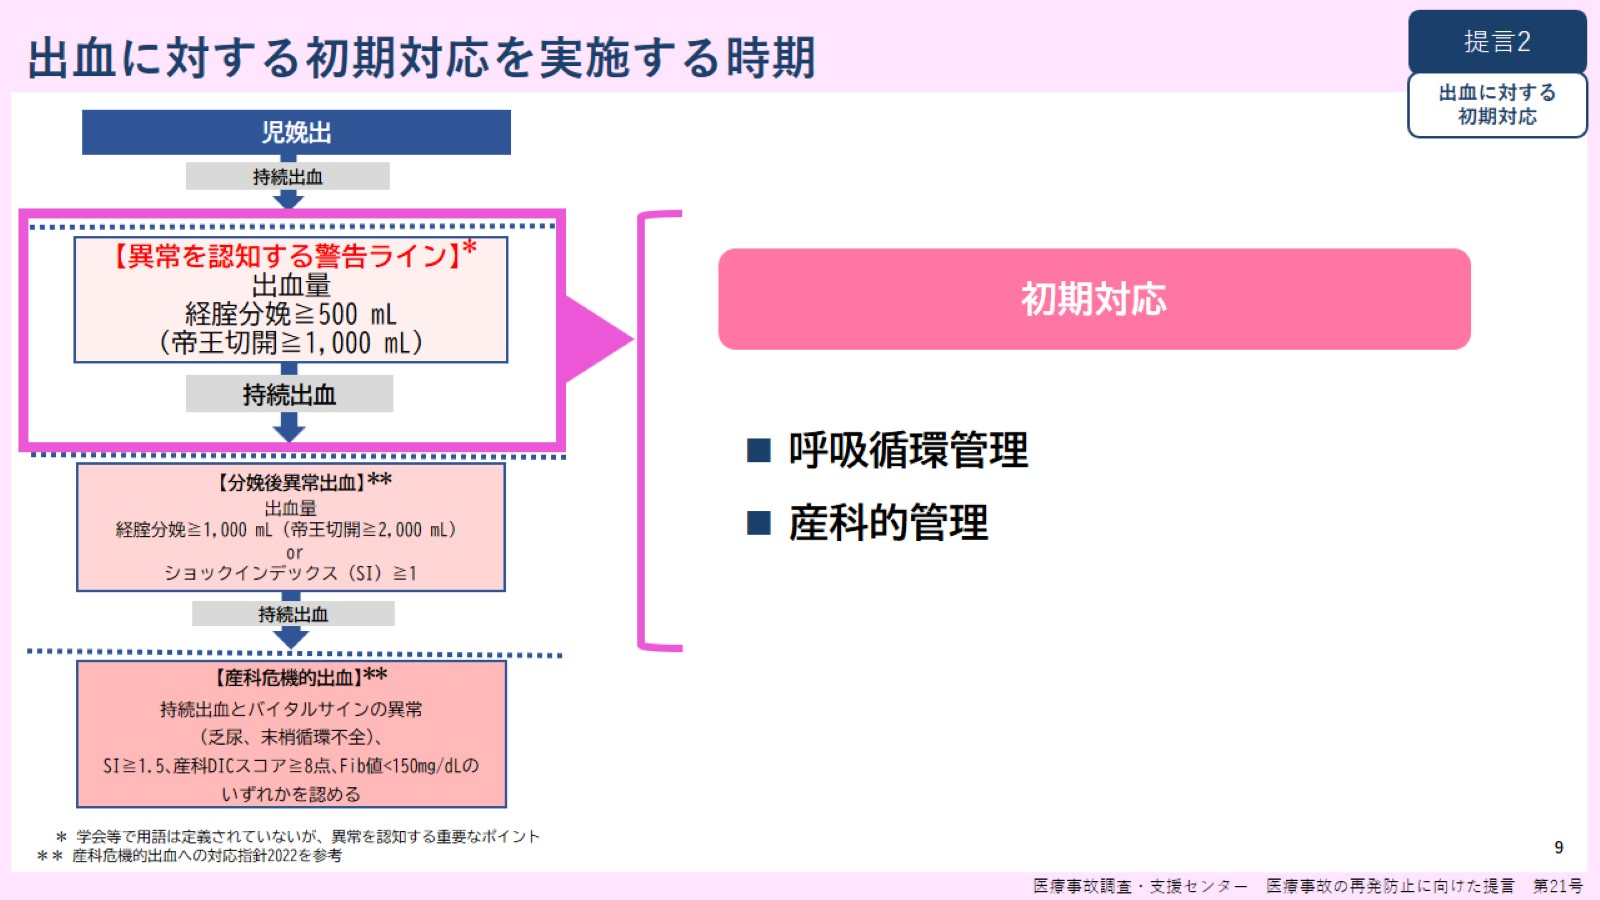 出血に対する初期対応を実施する時期
提言2
出血に対する
初期対応
児娩出
持続出血
【異常を認知する警告ライン】*
出血量
経腟分娩≧500 mL
（帝王切開≧1,000 mL）
持続出血
【分娩後異常出血】**
出血量
経腟分娩≧1,000 mL（帝王切開≧2,000 mL）
or
ショックインデックス（SI）≧1
持続出血
【産科危機的出血】**
持続出血とバイタルサインの異常
（乏尿、末梢循環不全）、
SI≧1.5、産科DICスコア≧8点、Fib値<150mg/dLの
いずれかを認める
初期対応
■ 呼吸循環管理
■ 産科的管理
＊ 学会等で用語は定義されていないが、異常を認知する重要なポイント
＊＊ 産科危機的出血への対応指針2022を参考
9
医療事故調査・支援センター　医療事故の再発防止に向けた提言　第21号